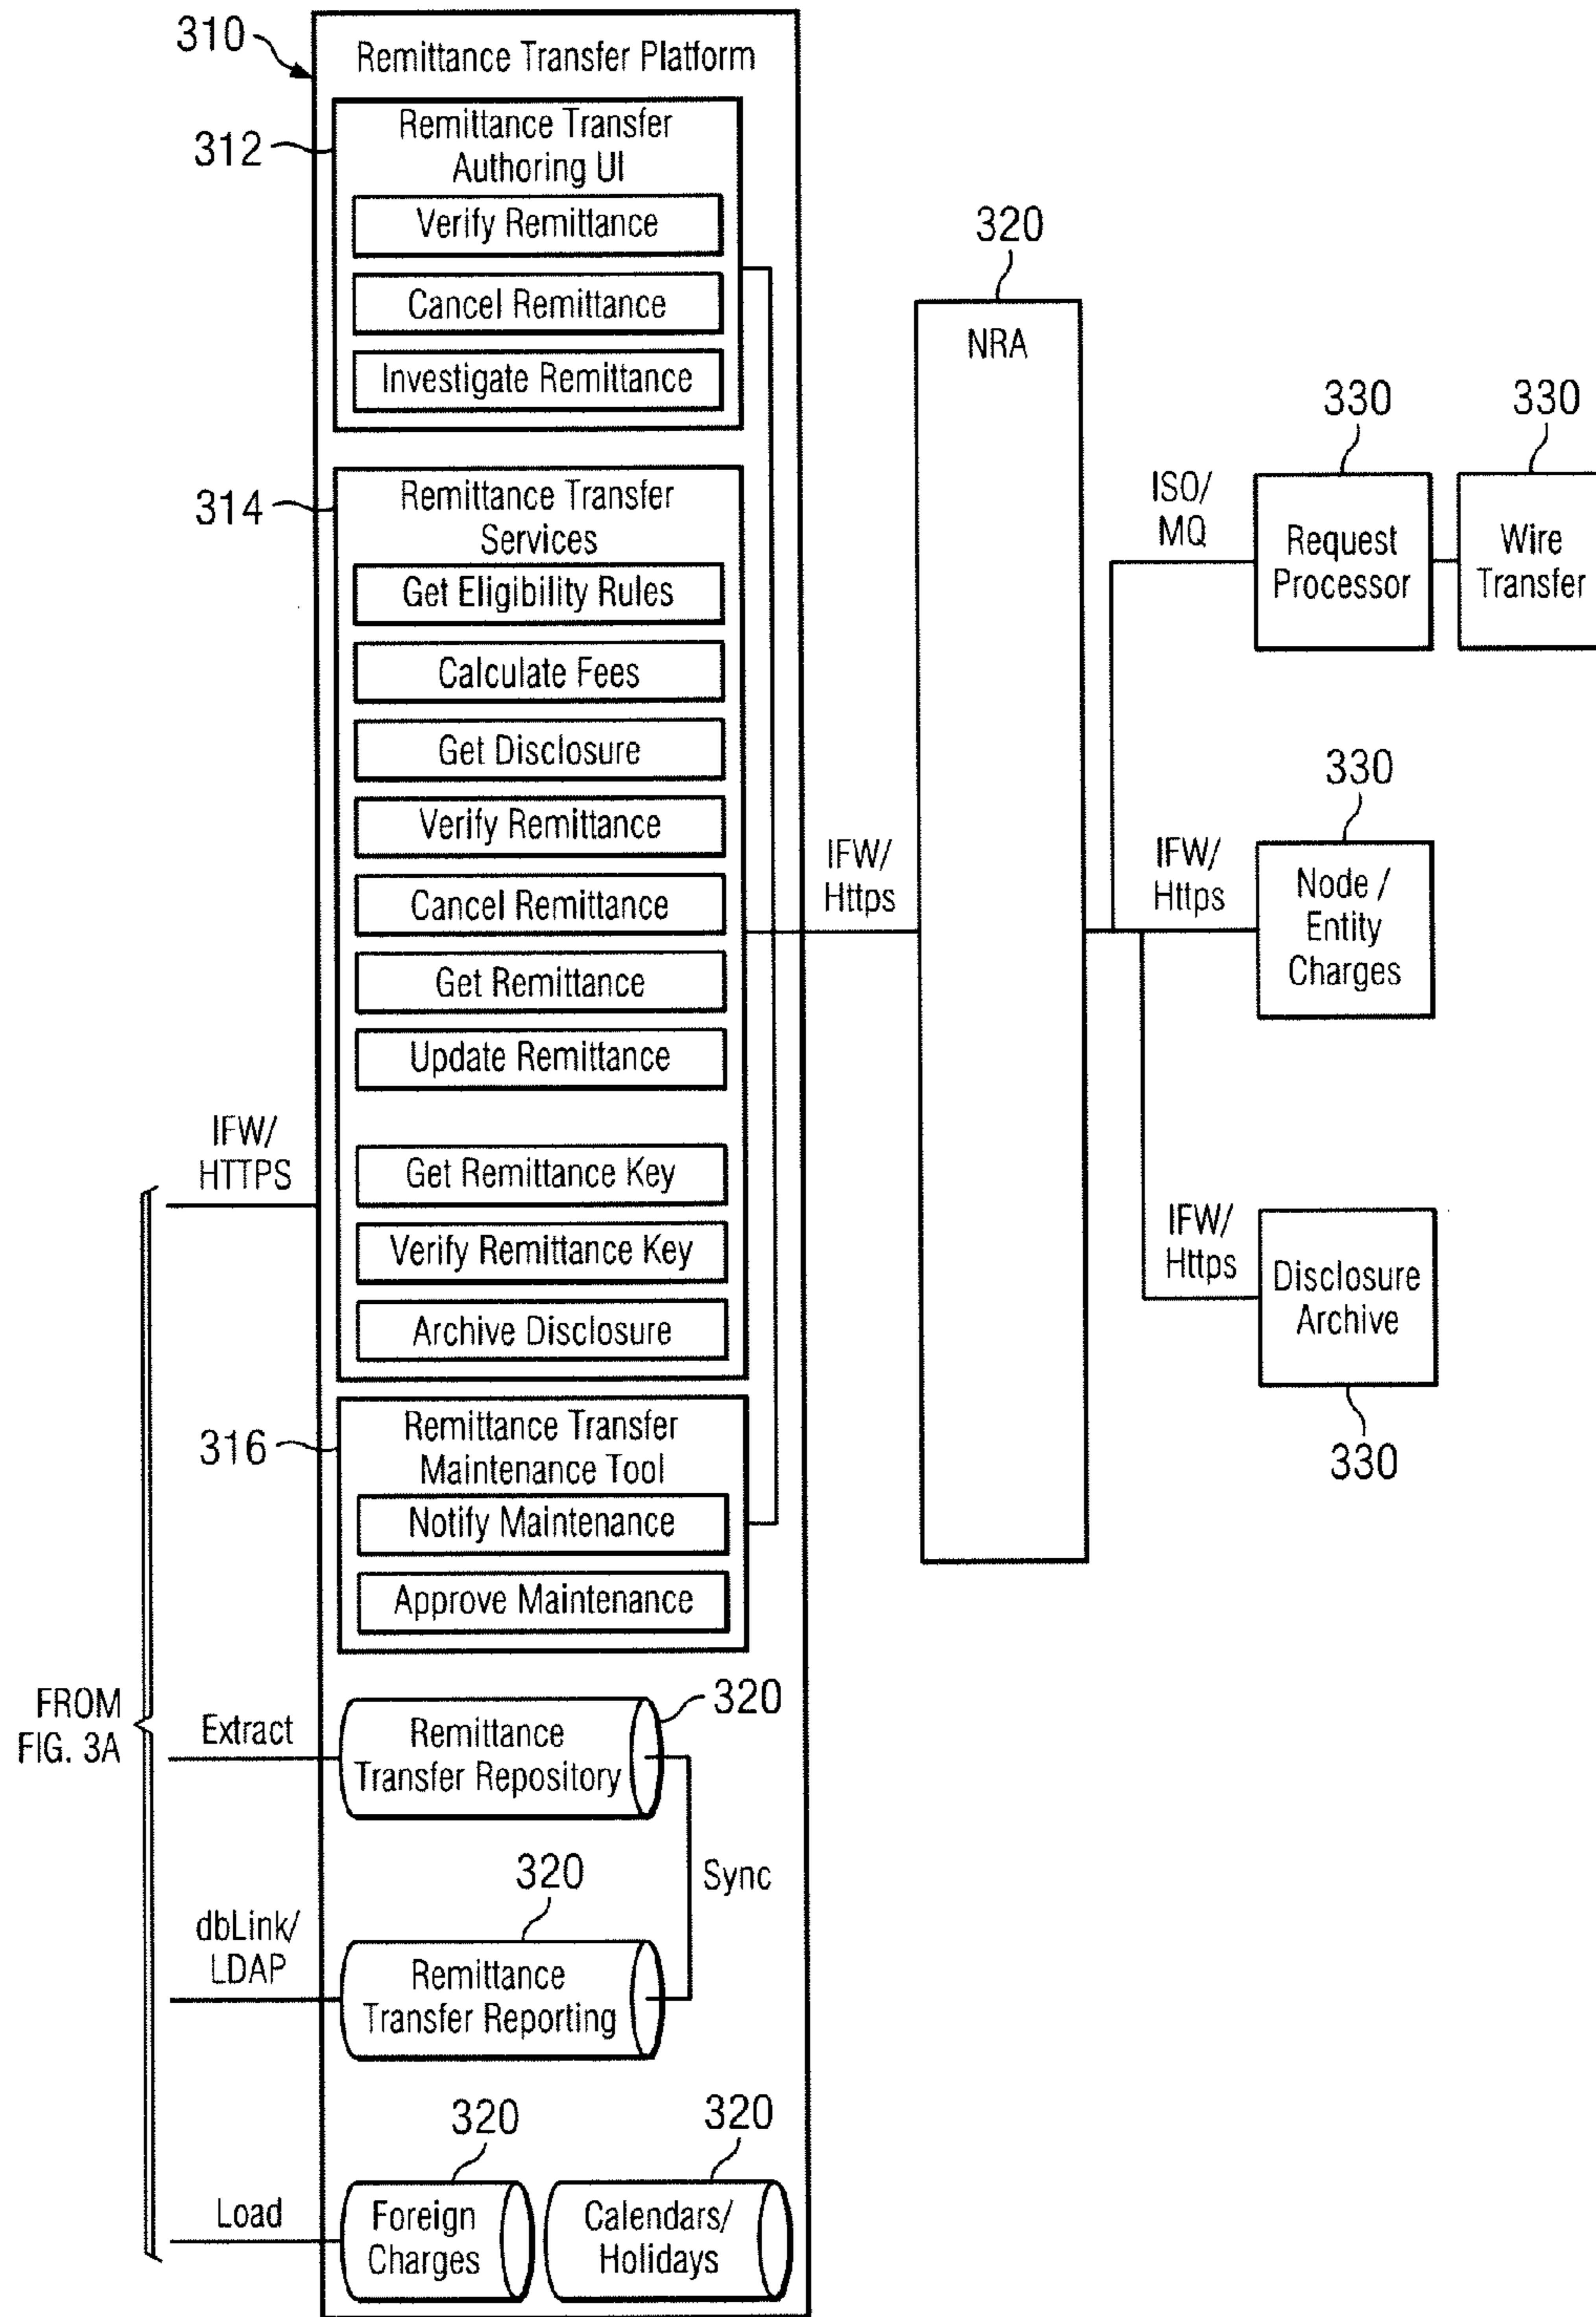 310
Remittance Transfer Platform
312
Remittance Transfer
Authoring UI
Verify Remittance
Cancel Remittance
Investigate Remittance
314
Remittance Transfer
Services
Get Eligibility Rules
Calculate Fees
Get Disclosure
Verify Remittance
Cancel Remittance
Get Remittance
Update Remittance
Get Remittance Key
Verify Remittance Key
Archive Disclosure
316
Remittance Transfer
Maintenance Tool
Notify Maintenance
Approve Maintenance
320
Remittance
Transfer Repository
Sync
320
Remittance
Transfer Reporting
320
Foreign
Charges
320
Calendars/
Holidays
FROM
FIG. 3A
IFW/
HTTPS
Extract
dbLink/
LDAP
Load
IFW/
Https
320
NRA
ISO/
MQ
330
Request
Processor
330
Wire
Transfer
IFW/
Https
330
Node /
Entity
Charges
IFW/
Https
Disclosure
Archive
330